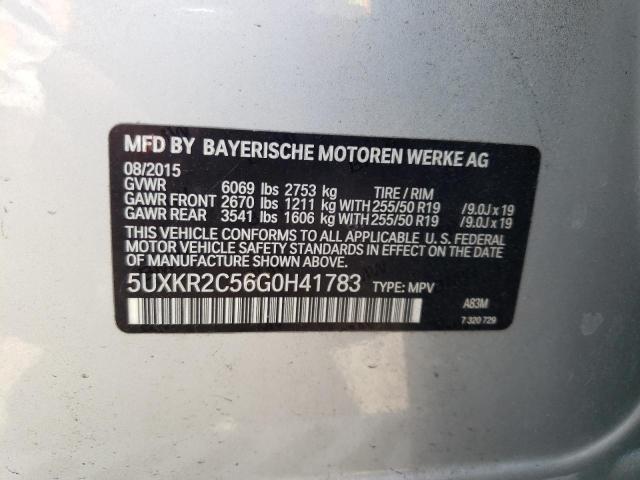 MFD BY BAYERISCHE MOTOREN WERKE AG
08/2015
GVWR 6069 lbs 2753 kg TIRE / RIM
GAWR FRONT 2670 lbs 1211 kg WITH 255/50 R19 /9.0J x 19
GAWR REAR 3541 lbs 1606 kg WITH 255/50 R19 /9.0J x 19
THIS VEHICLE CONFORMS TO ALL APPLICABLE U. S. FEDERAL
MOTOR VEHICLE SAFETY STANDARDS IN EFFECT ON THE DATE
OF MANUFACTURE SHOWN ABOVE.
5UXKR2C56G0H41783 TYPE: MPV
A83M
7 320 729